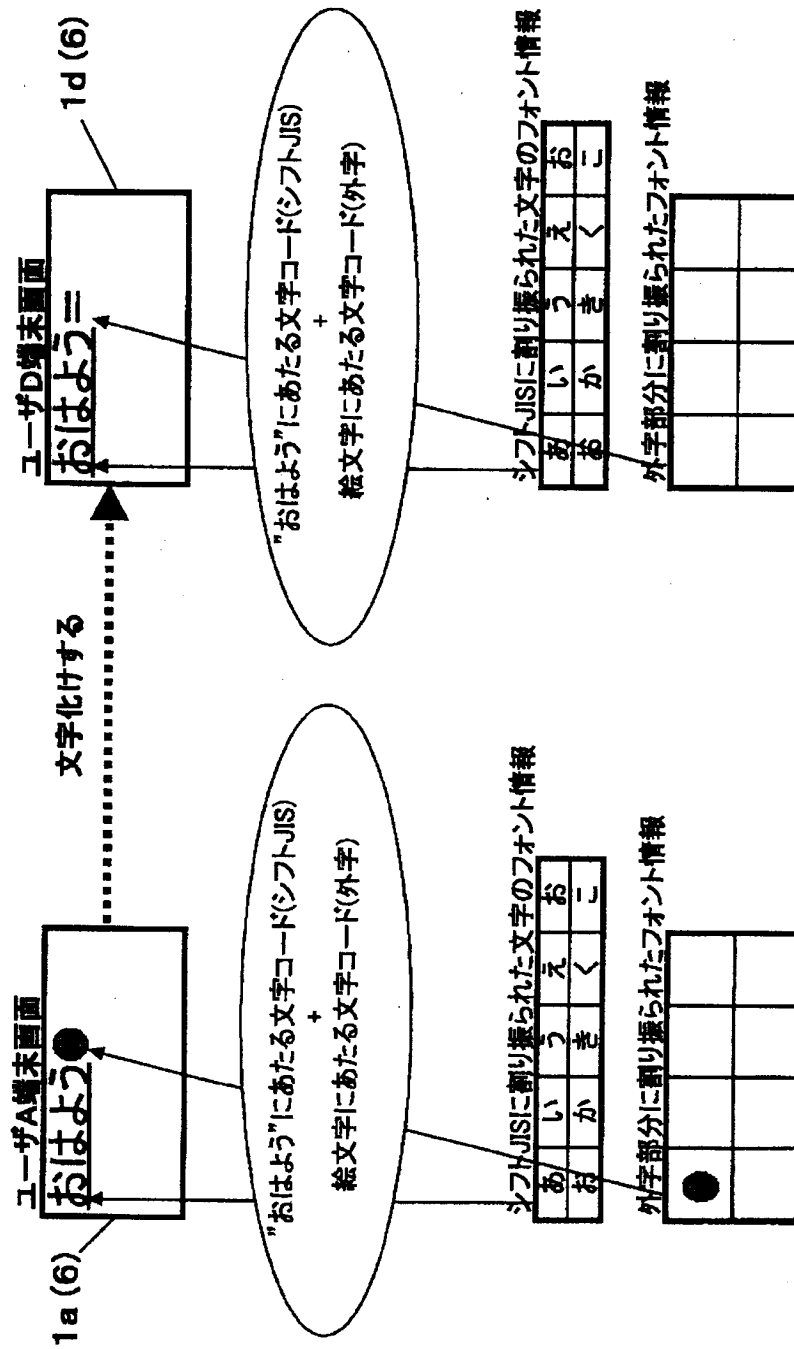 ユーザA端末画面
おはよう●
1a(6)
文字化けする
ユーザD端末画面
おはよう=
1d(6)
"おはよう"にあたる文字コード(シフトJIS)
+
絵文字にあたる文字コード(外字)
"おはよう"にあたる文字コード(シフトJIS)
+
絵文字にあたる文字コード(外字)
シフトJISに割り振られた文字のフォント情報
あ い う え お
お か き く こ
外字部分に割り振られたフォント情報
●
シフトJISに割り振られた文字のフォント情報
あ い う え お
お か き く こ
外字部分に割り振られたフォント情報